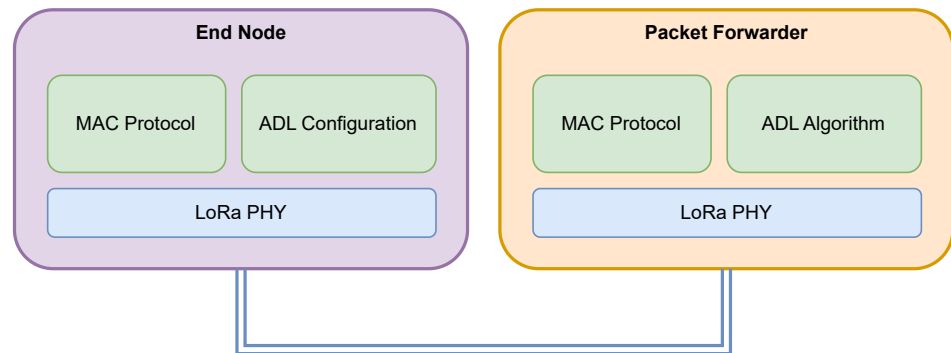 End Node
MAC Protocol
ADL Configuration
LoRa PHY
Packet Forwarder
MAC Protocol
ADL Algorithm
LoRa PHY